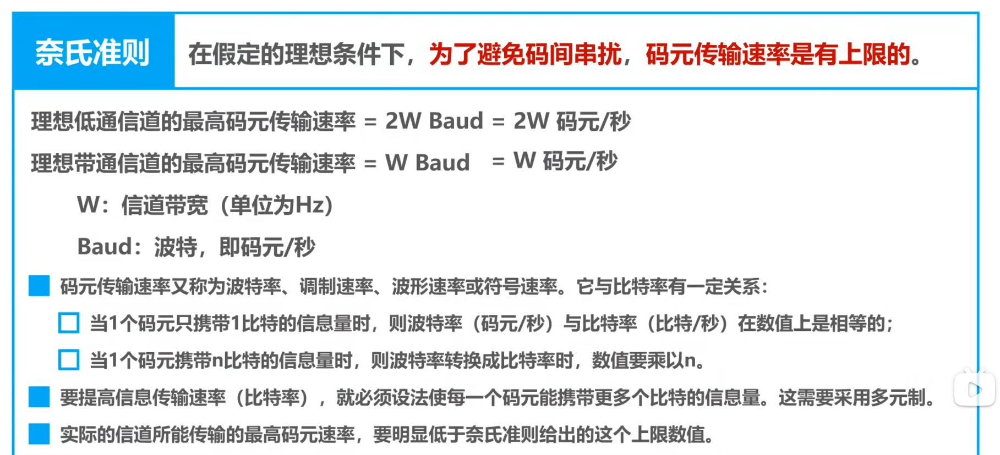 奈氏准则
在假定的理想条件下，为了避免码间串扰，码元传输速率是有上限的。
理想低通信道的最高码元传输速率 = 2W Baud = 2W 码元/秒
理想带通信道的最高码元传输速率 = W Baud = W 码元/秒
W：信道带宽（单位为Hz）
Baud：波特，即码元/秒
码元传输速率又称为波特率、调制速率、波形速率或符号速率。它与比特率有一定关系：
当1个码元只携带1比特的信息量时，则波特率（码元/秒）与比特率（比特/秒）在数值上是相等的；
当1个码元携带n比特的信息量时，则波特率转换成比特率时，数值要乘以n。
要提高信息传输速率（比特率），就必须设法使每一个码元能携带更多个比特的信息量。这需要采用多元制。
实际的信道所能传输的最高码元速率，要明显低于奈氏准则给出的这个上限数值。